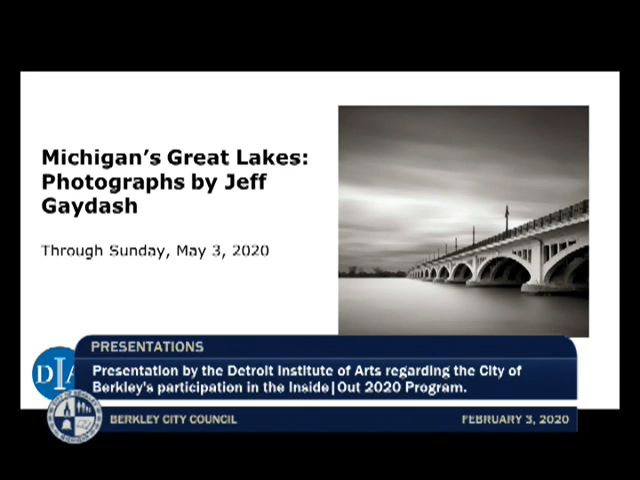 Michigan's Great Lakes:
Photographs by Jeff
Gaydash
Through Sunday, May 3, 2020
PRESENTATIONS
Presentation by the Detroit Institute of Arts regarding the City of
Berkley's participation in the Inside|Out 2020 Program.
DIA
BERKLEY CITY COUNCIL
FEBRUARY 3, 2020